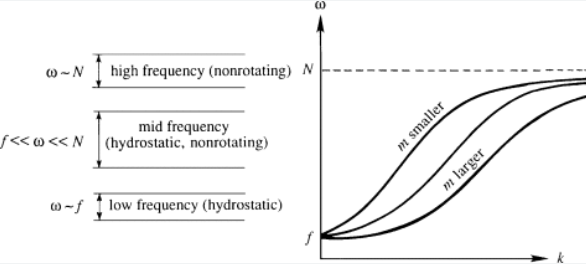 ω ~ N
high frequency (nonrotating)
f << ω << N
mid frequency
(hydrostatic, nonrotating)
ω ~ f
low frequency (hydrostatic)
ω
N
m smaller
m larger
f
k